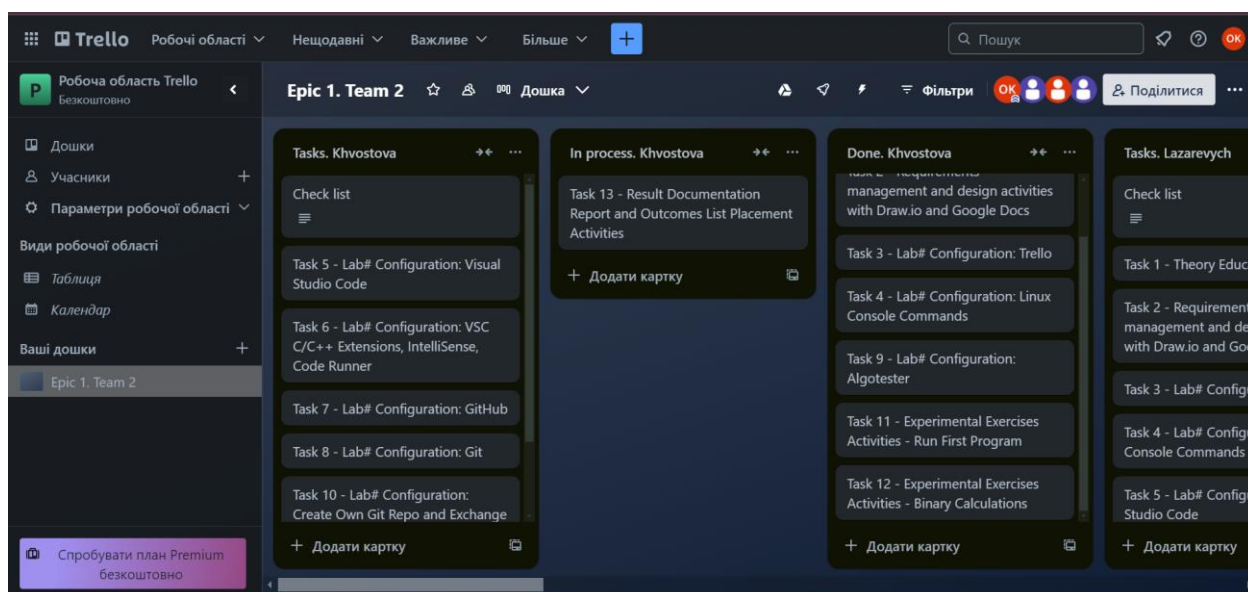 Trello
Робочі області
Нещодавні
Важливе
Більше
Пошук
OK
P
Робоча область Trello
Безкоштовно
Epic 1. Team 2
Дошка
Фільтри
OK
Поділитися
Дошки
Учасники
Параметри робочої області
Види робочої області
Таблиця
Календар
Ваші дошки
Epic 1. Team 2
Спробувати план Premium
безкоштовно
Tasks. Khvostova
Check list
Task 5 - Lab# Configuration: Visual
Studio Code
Task 6 - Lab# Configuration: VSC
C/C++ Extensions, IntelliSense,
Code Runner
Task 7 - Lab# Configuration: GitHub
Task 8 - Lab# Configuration: Git
Task 10 - Lab# Configuration:
Create Own Git Repo and Exchange
Додати картку
In process. Khvostova
Task 13 - Result Documentation
Report and Outcomes List Placement
Activities
Додати картку
Done. Khvostova
Task 2 - Requirements
management and design activities
with Draw.io and Google Docs
Task 3 - Lab# Configuration: Trello
Task 4 - Lab# Configuration: Linux
Console Commands
Task 9 - Lab# Configuration:
Algotester
Task 11 - Experimental Exercises
Activities - Run First Program
Task 12 - Experimental Exercises
Activities - Binary Calculations
Додати картку
Tasks. Lazarevych
Check list
Task 1 - Theory Educ
Task 2 - Requirement
management and de
with Draw.io and Goo
Task 3 - Lab# Config
Task 4 - Lab# Config
Console Commands
Task 5 - Lab# Config
Studio Code
Додати картку